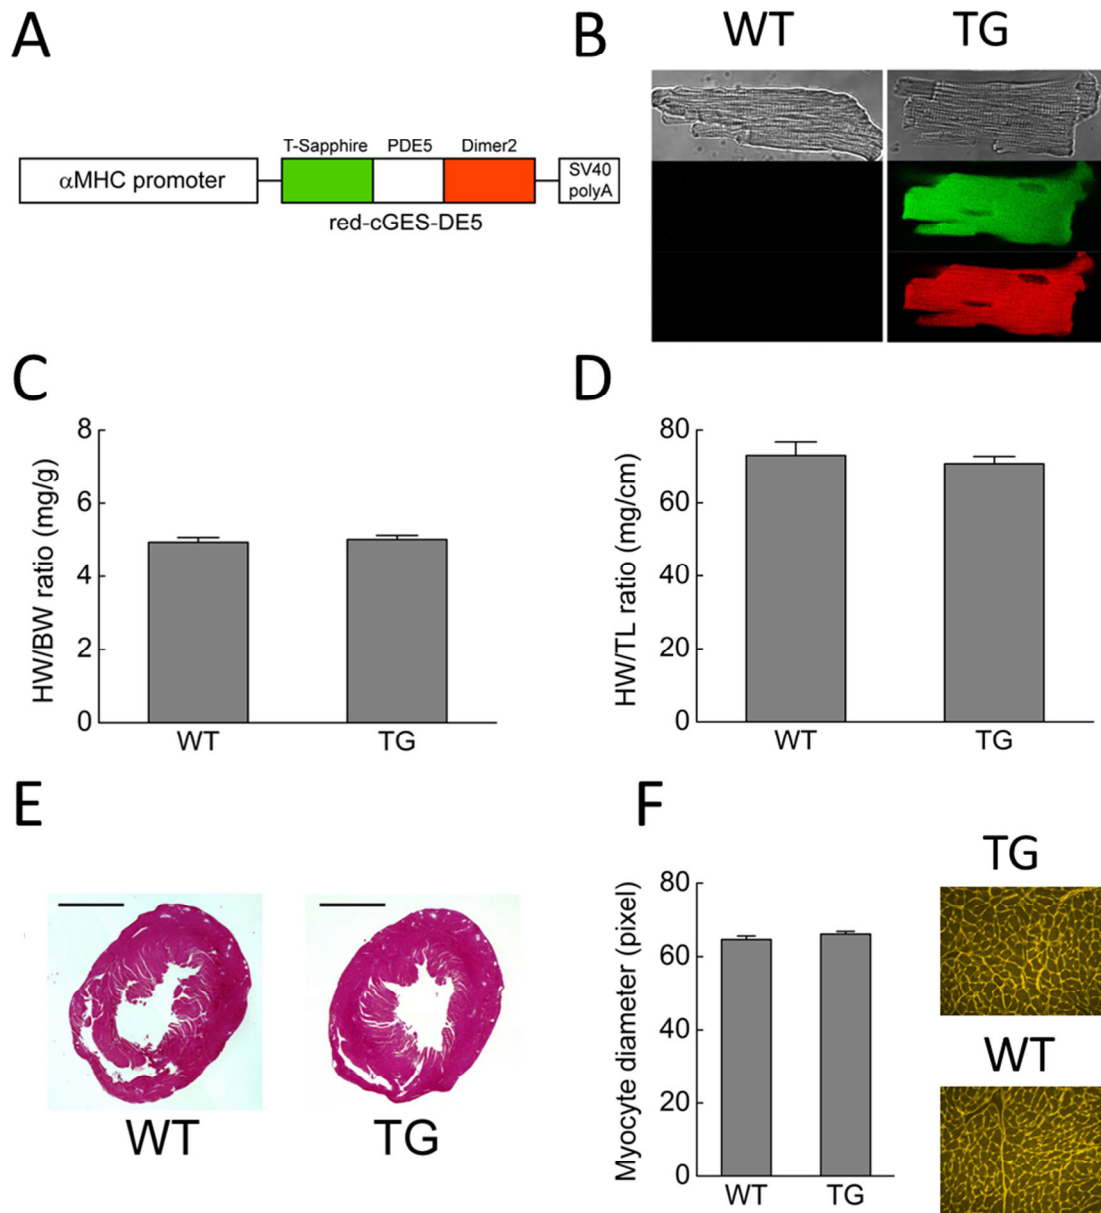 A
αMHC promoter
T-Sapphire
PDE5
Dimer2
SV40
polyA
red-cGES-DE5
B
WT
TG
C
HW/BW ratio (mg/g)
8
6
4
2
0
WT
TG
D
HW/TL ratio (mg/cm)
80
60
40
20
0
WT
TG
E
WT
TG
F
Myocyte diameter (pixel)
80
60
40
20
0
WT
TG
TG
WT